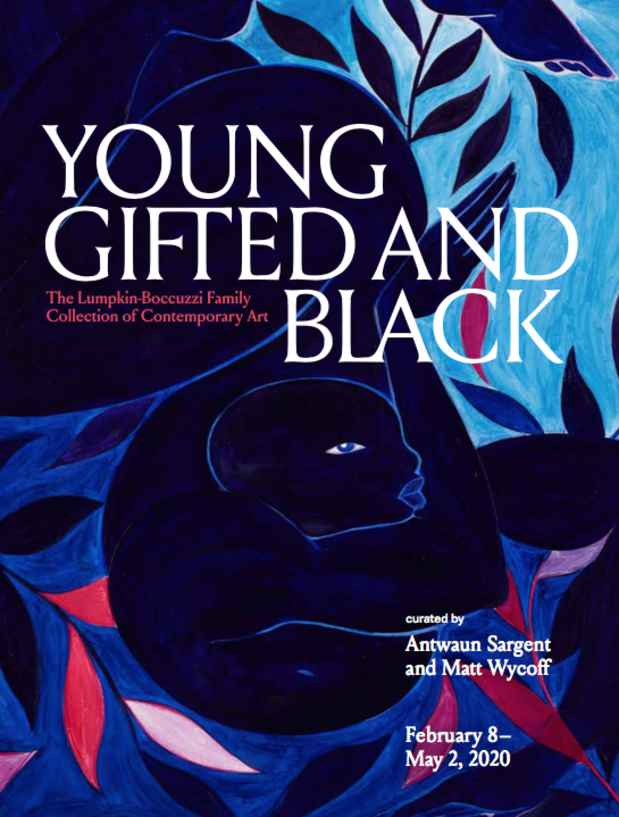 YOUNG
GIFTED AND
BLACK
The Lumpkin-Boccuzzi Family
Collection of Contemporary Art
curated by
Antwaun Sargent
and Matt Wycoff
February 8–
May 2, 2020